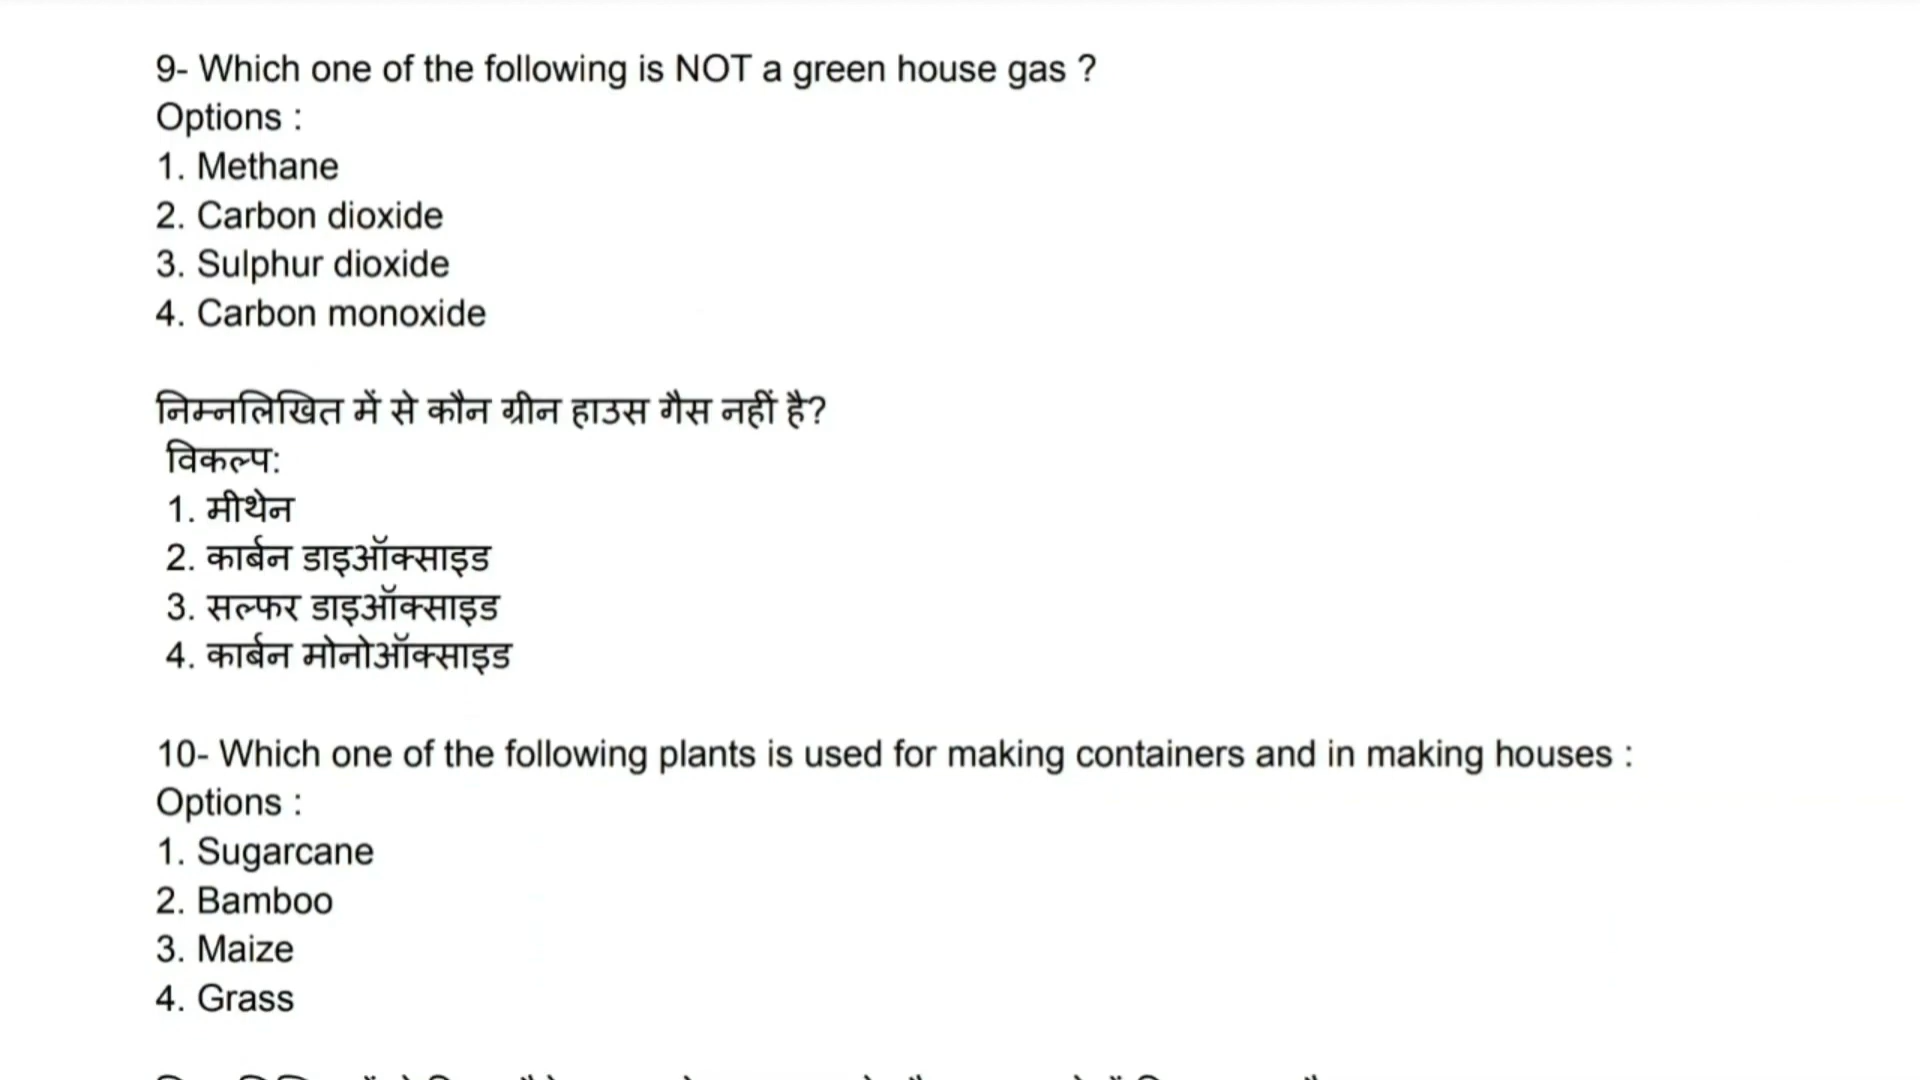 9- Which one of the following is NOT a green house gas ?
Options :
1. Methane
2. Carbon dioxide
3. Sulphur dioxide
4. Carbon monoxide
निम्नलिखित में से कौन ग्रीन हाउस गैस नहीं है?
विकल्प:
1. मीथेन
2. कार्बन डाइऑक्साइड
3. सल्फर डाइऑक्साइड
4. कार्बन मोनोऑक्साइड
10- Which one of the following plants is used for making containers and in making houses :
Options :
1. Sugarcane
2. Bamboo
3. Maize
4. Grass